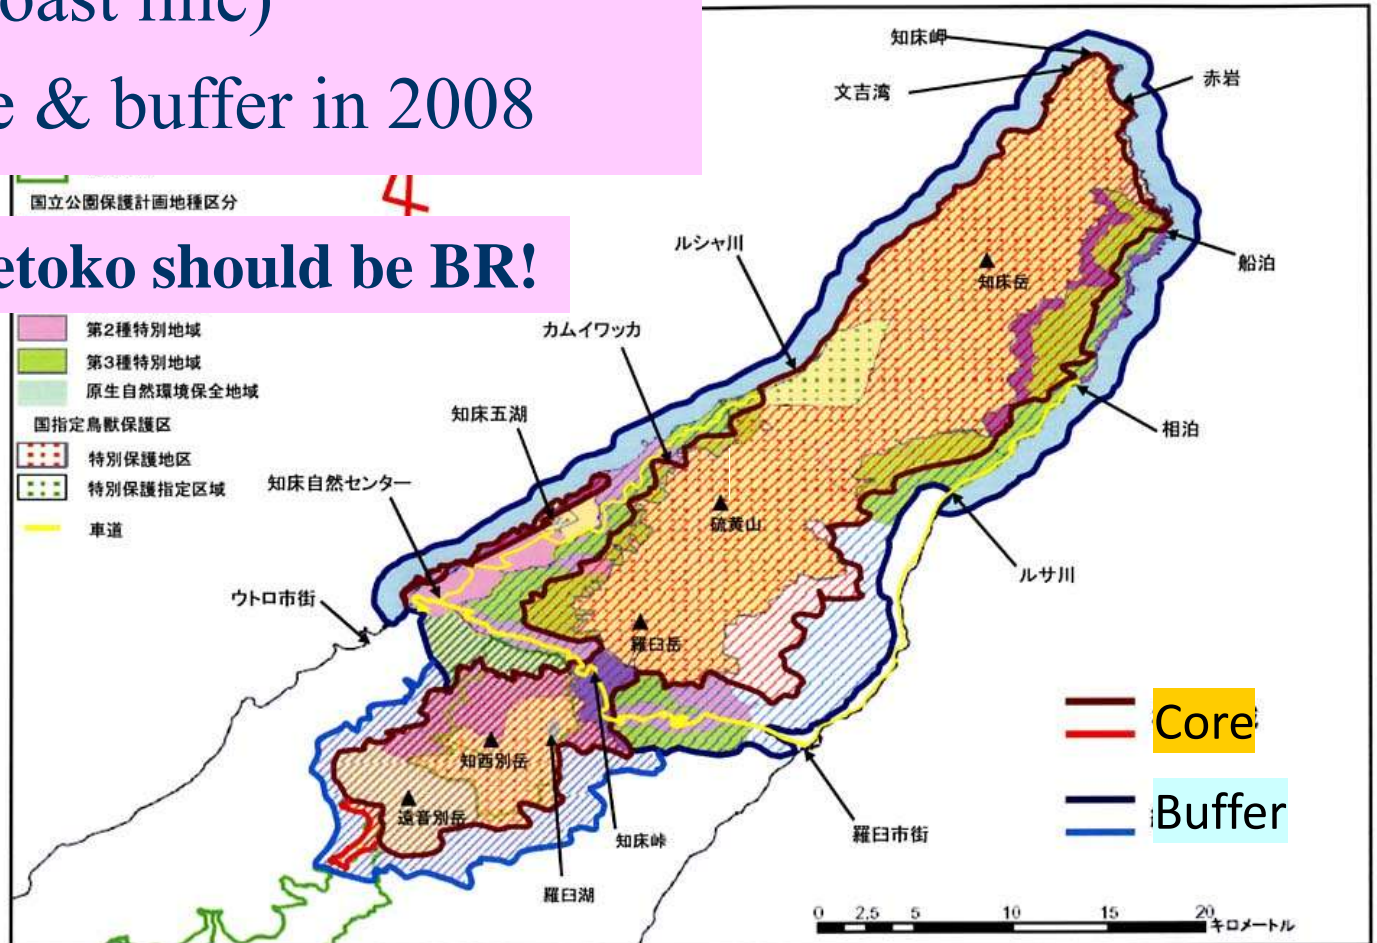 e & buffer in 2008
国立公園保護計画地種区分
etoko should be BR!
第2種特別地域
第3種特別地域
原生自然環境保全地域
国指定鳥獣保護区
特別保護地区
特別保護指定区域
車道
知床岬
文吉湾
赤岩
ルシャ川
船泊
知床岳
カムイワッカ
知床五湖
相泊
知床自然センター
硫黄山
ルサ川
ウトロ市街
羅臼岳
Core
知西別岳
遠音別岳
Buffer
知床峠
羅臼市街
羅臼湖
0 2.5 5 10 15 20 キロメートル